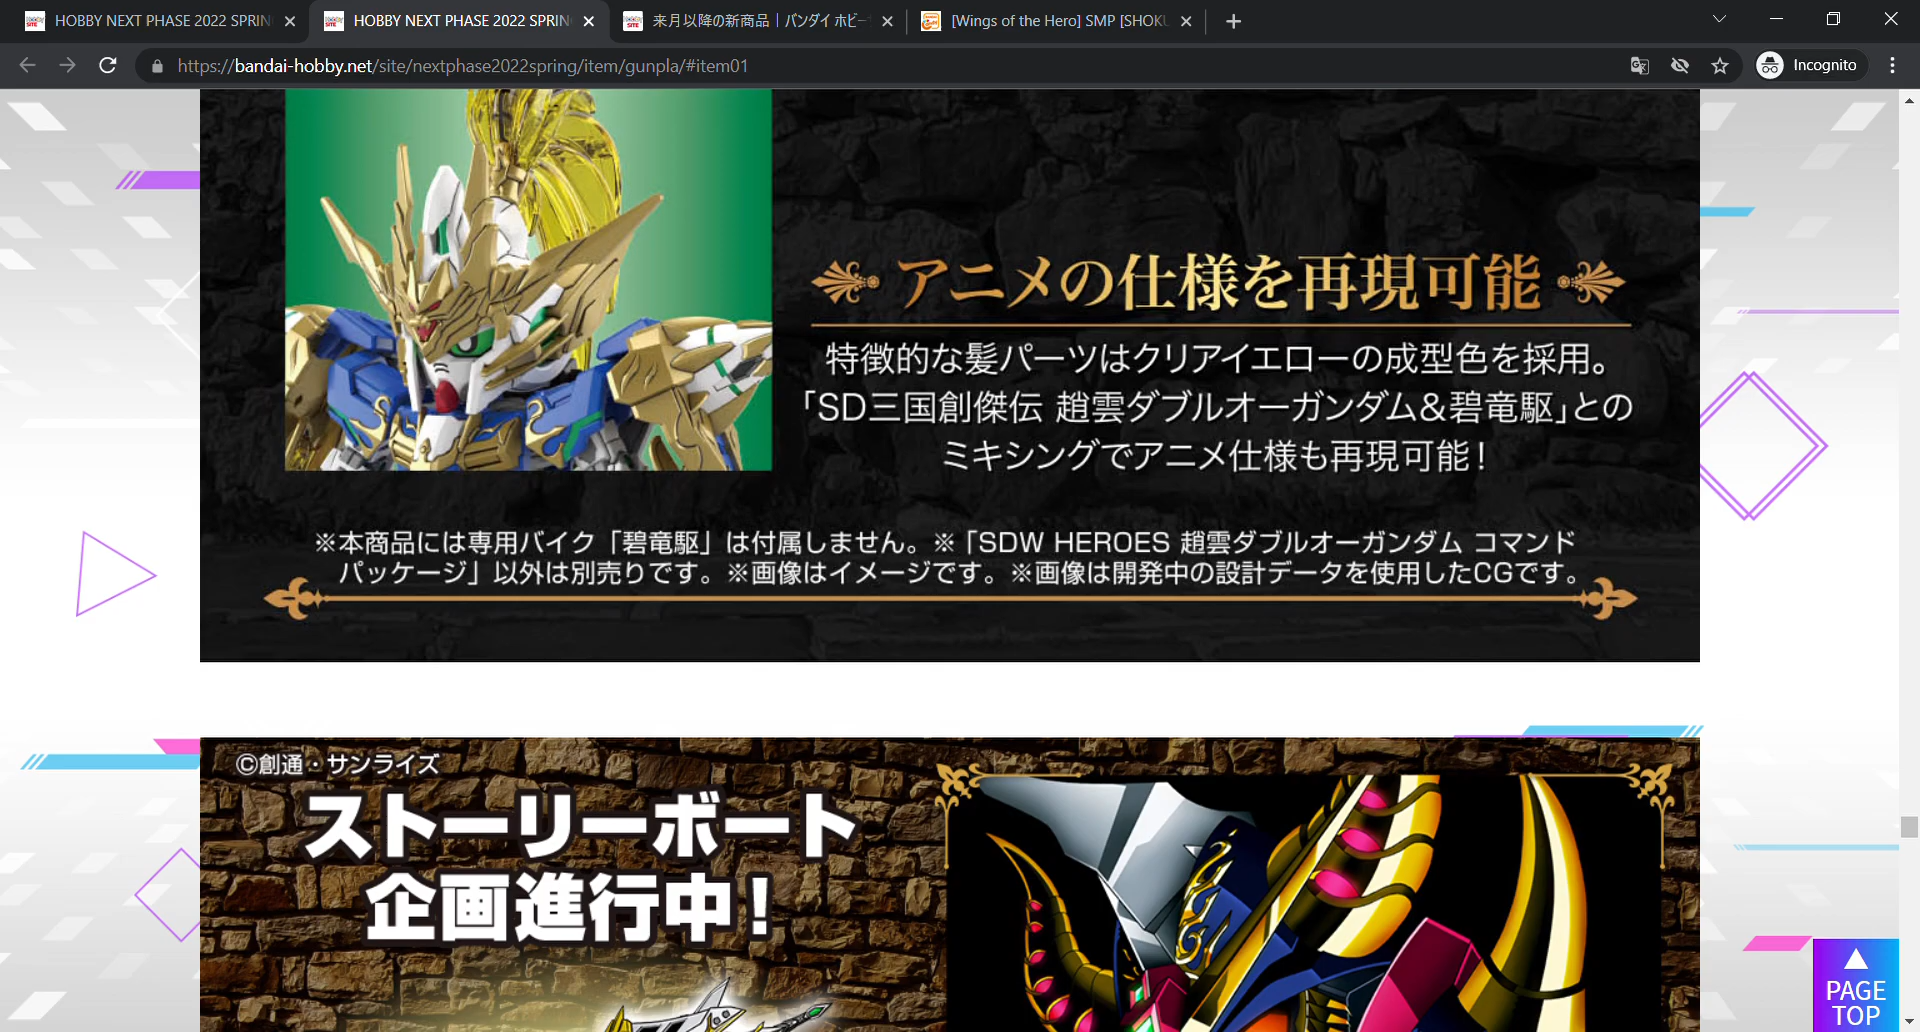 HOBBY NEXT PHASE 2022 SPRIN
HOBBY NEXT PHASE 2022 SPRIN
来月以降の新商品｜バンダイ ホビー
[Wings of the Hero] SMP [SHOKU
https://bandai-hobby.net/site/nextphase2022spring/item/gunpla/#item01
Incognito
アニメの仕様を再現可能
特徴的な髪パーツはクリアイエローの成型色を採用。
「SD三国創傑伝 趙雲ダブルオーガンダム&碧竜駆」との
ミキシングでアニメ仕様も再現可能！
※本商品には専用バイク「碧竜駆」は付属しません。※「SDW HEROES 趙雲ダブルオーガンダム コマンド
パッケージ」以外は別売りです。※画像はイメージです。※画像は開発中の設計データを使用したCGです。
©創通・サンライズ
ストーリーボート
企画進行中！
PAGE
TOP